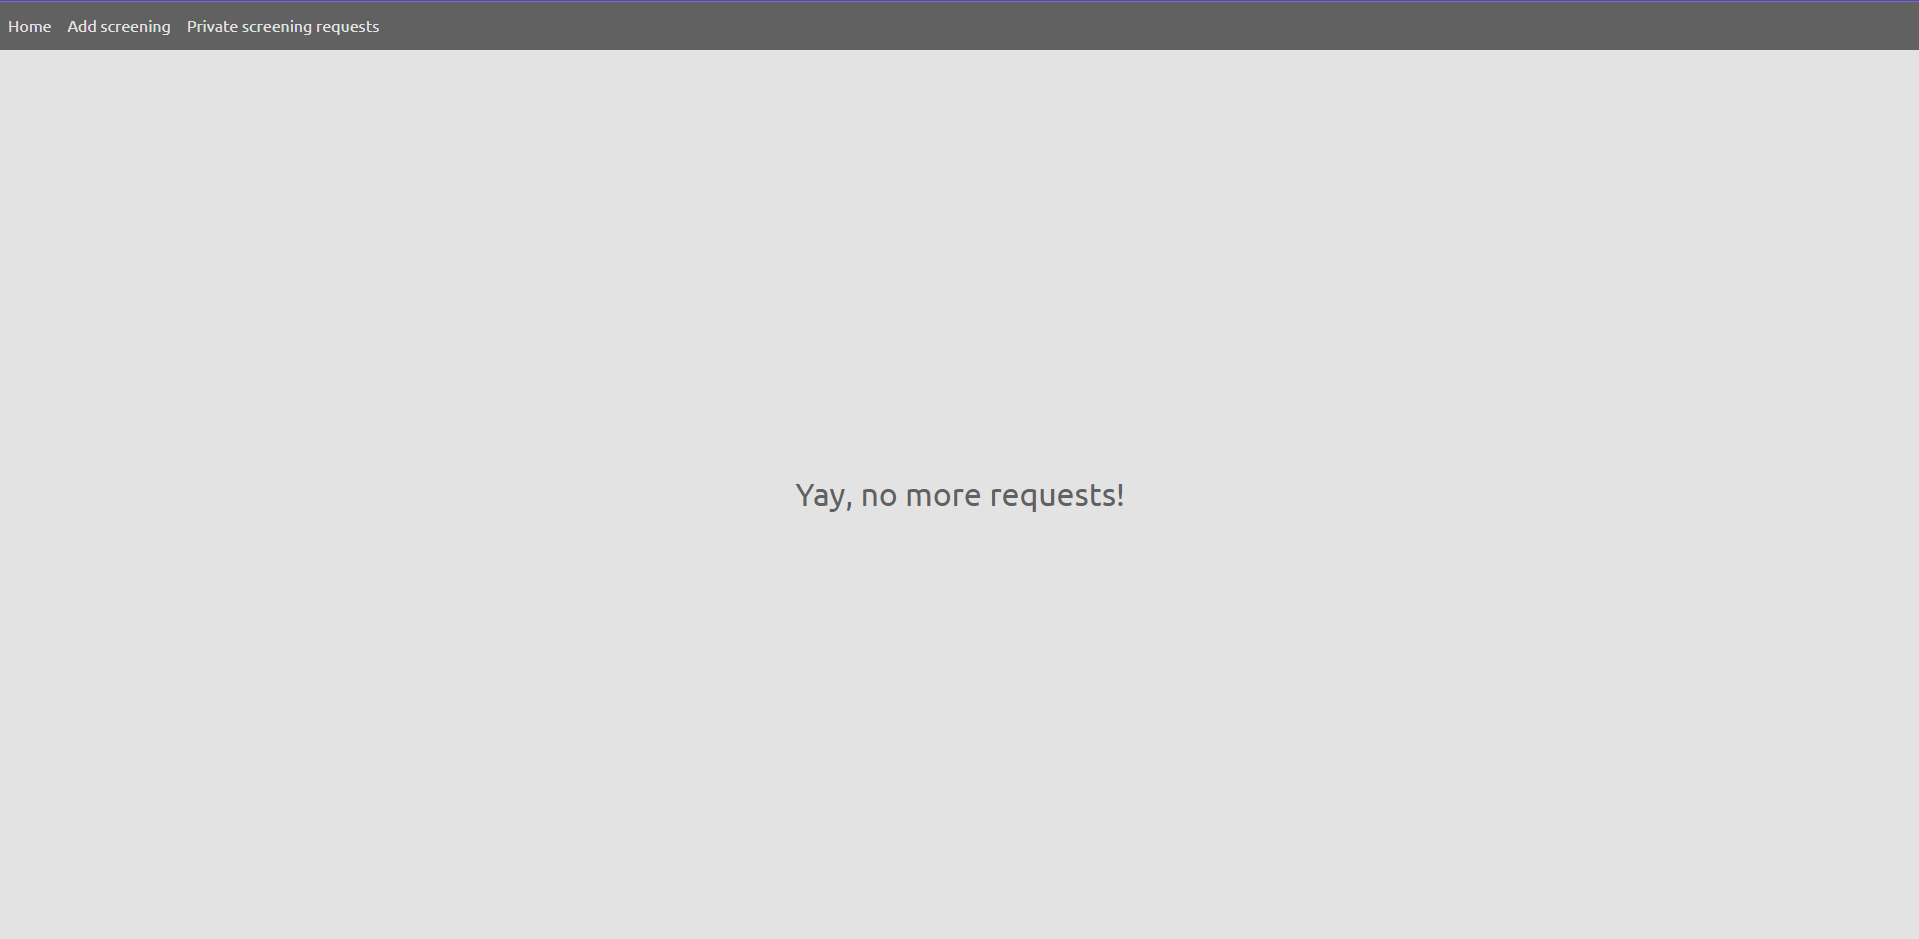 Home Add screening Private screening requests
Yay, no more requests!